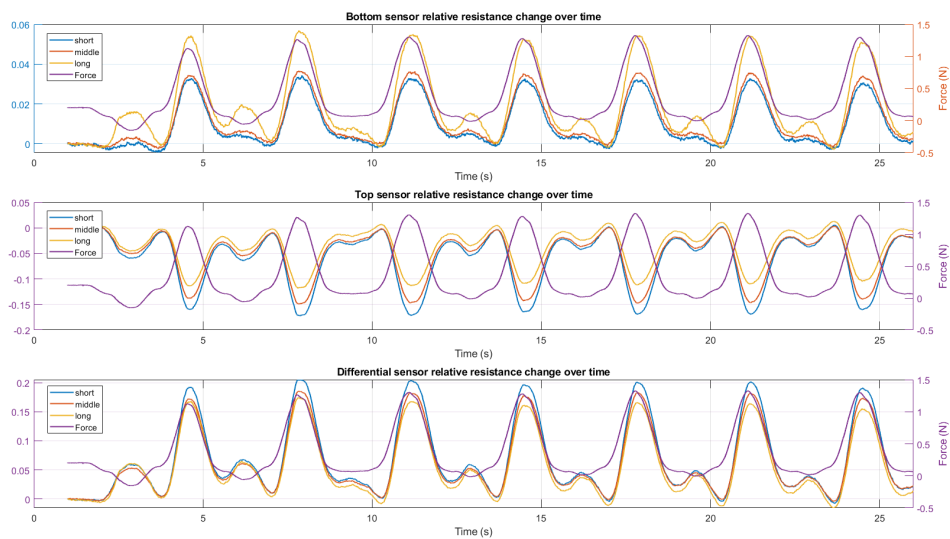 Bottom sensor relative resistance change over time
0.06
0.04
0.02
0
short
middle
long
Force
1.5
1
0.5
0
-0.5
Force (N)
0 5 10 15 20 25
Time (s)
Top sensor relative resistance change over time
0.05
0
-0.05
-0.1
-0.15
-0.2
short
middle
long
Force
1.5
1
0.5
0
-0.5
Force (N)
0 5 10 15 20 25
Time (s)
Differential sensor relative resistance change over time
0.2
0.15
0.1
0.05
0
short
middle
long
Force
1.5
1
0.5
0
-0.5
Force (N)
0 5 10 15 20 25
Time (s)